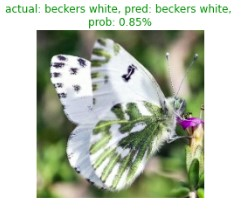 actual: beckers white, pred: beckers white,
prob: 0.85%